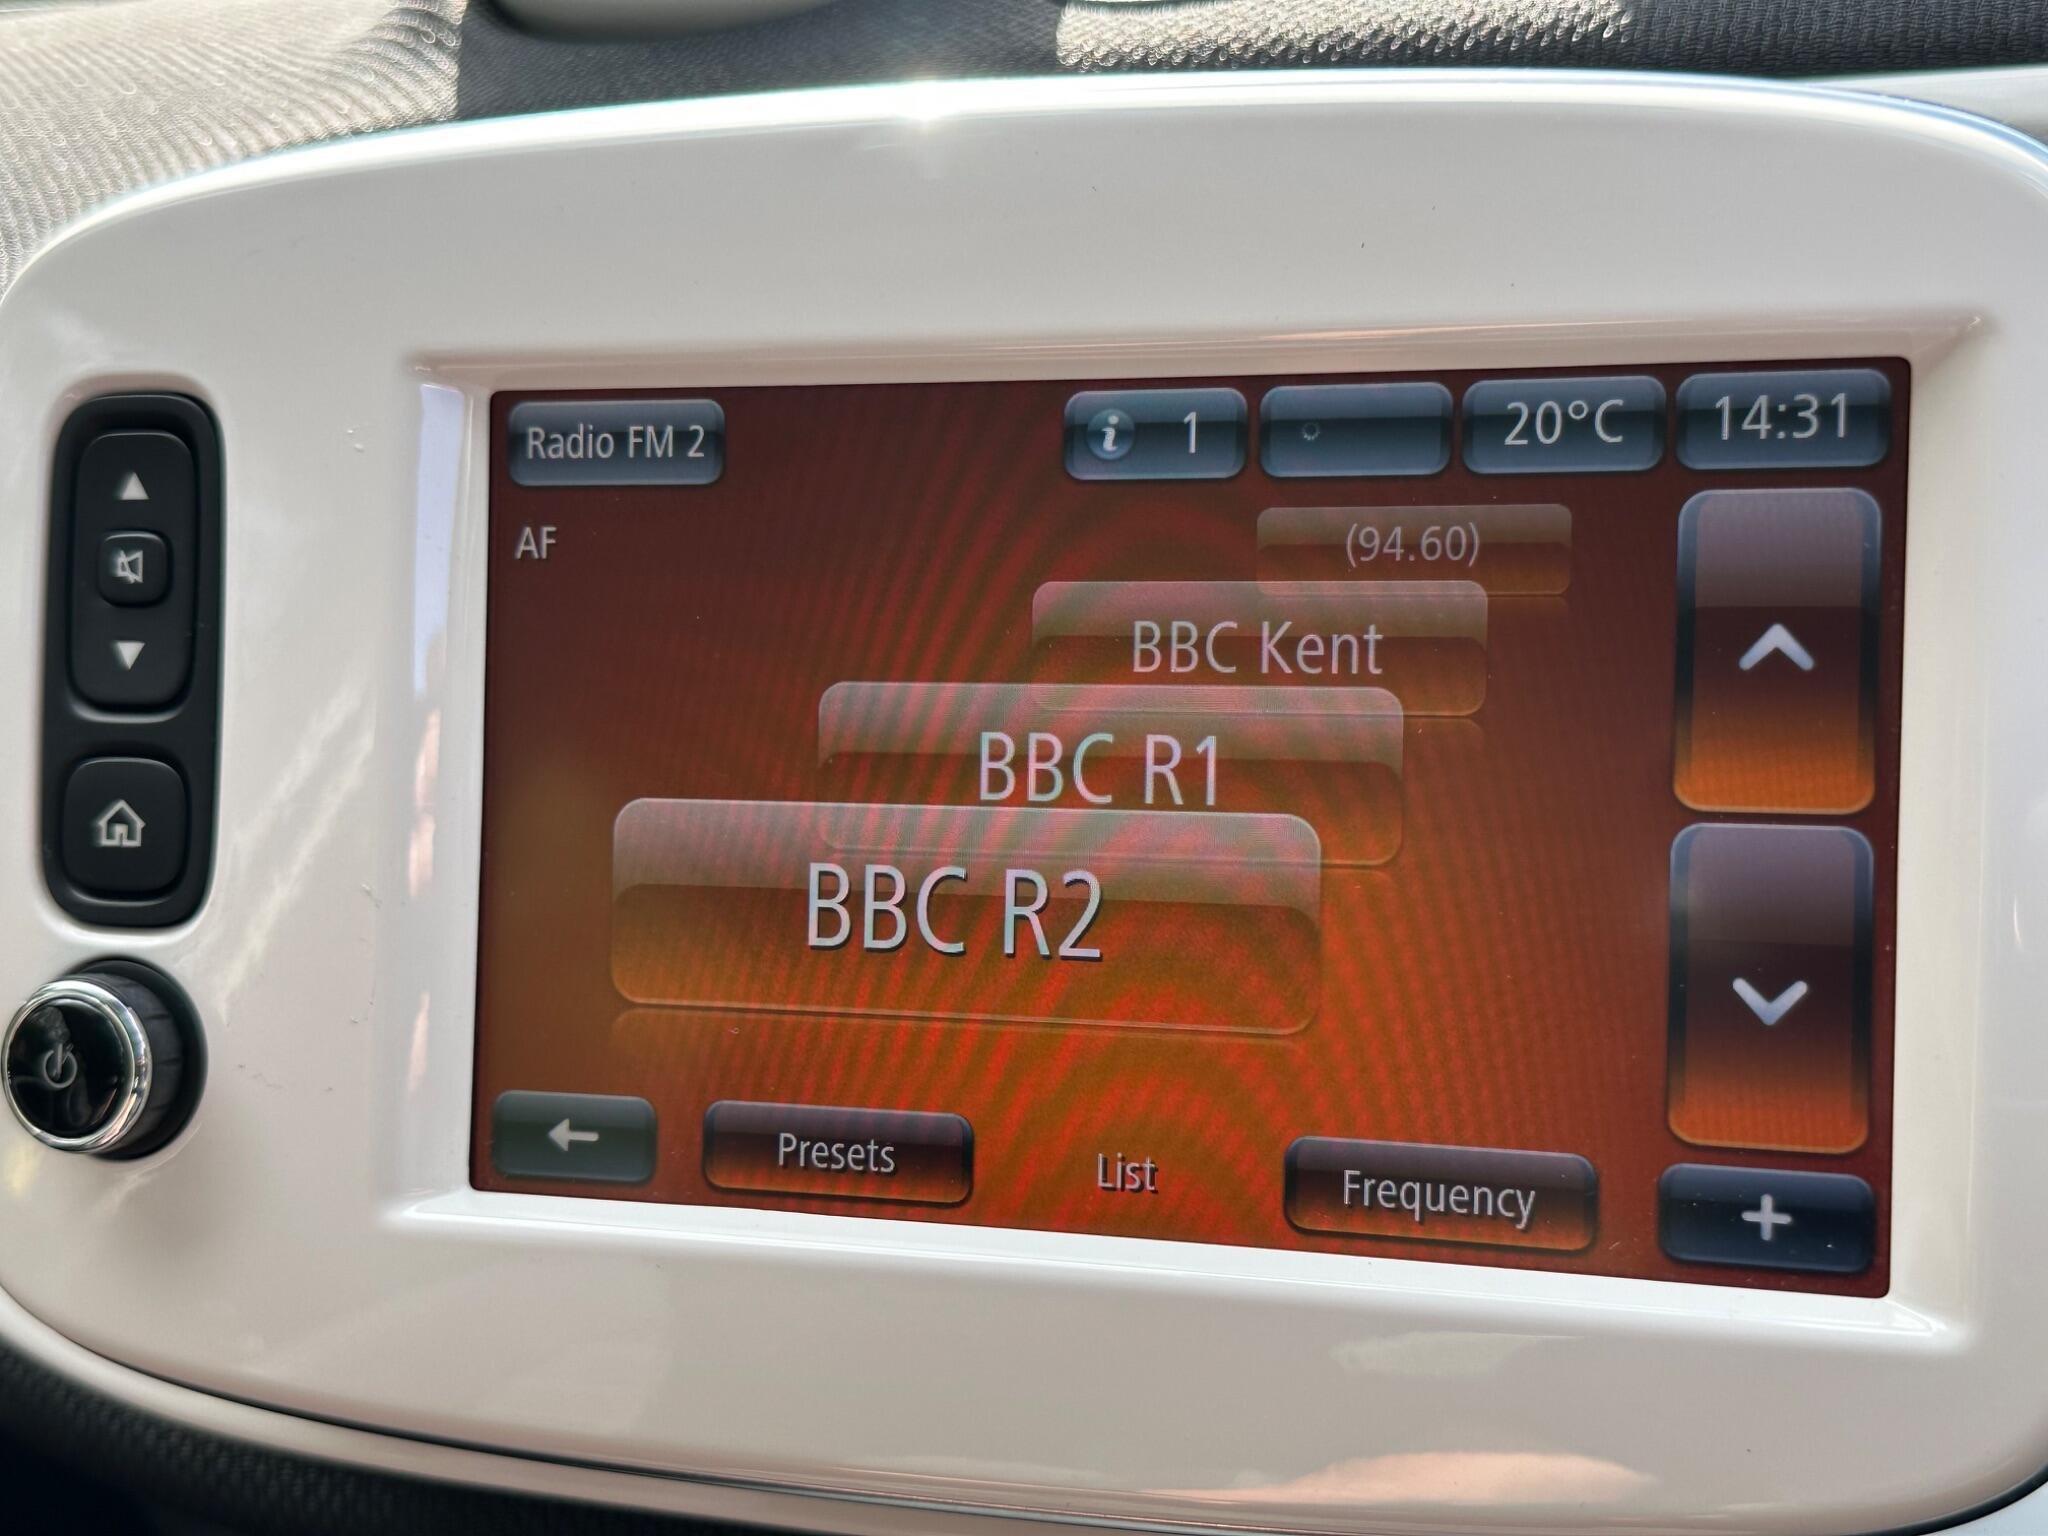 Radio FM 2
i 1
20°C
14:31
AF
(94.60)
BBC Kent
BBC R1
BBC R2
Presets
List
Frequency
+